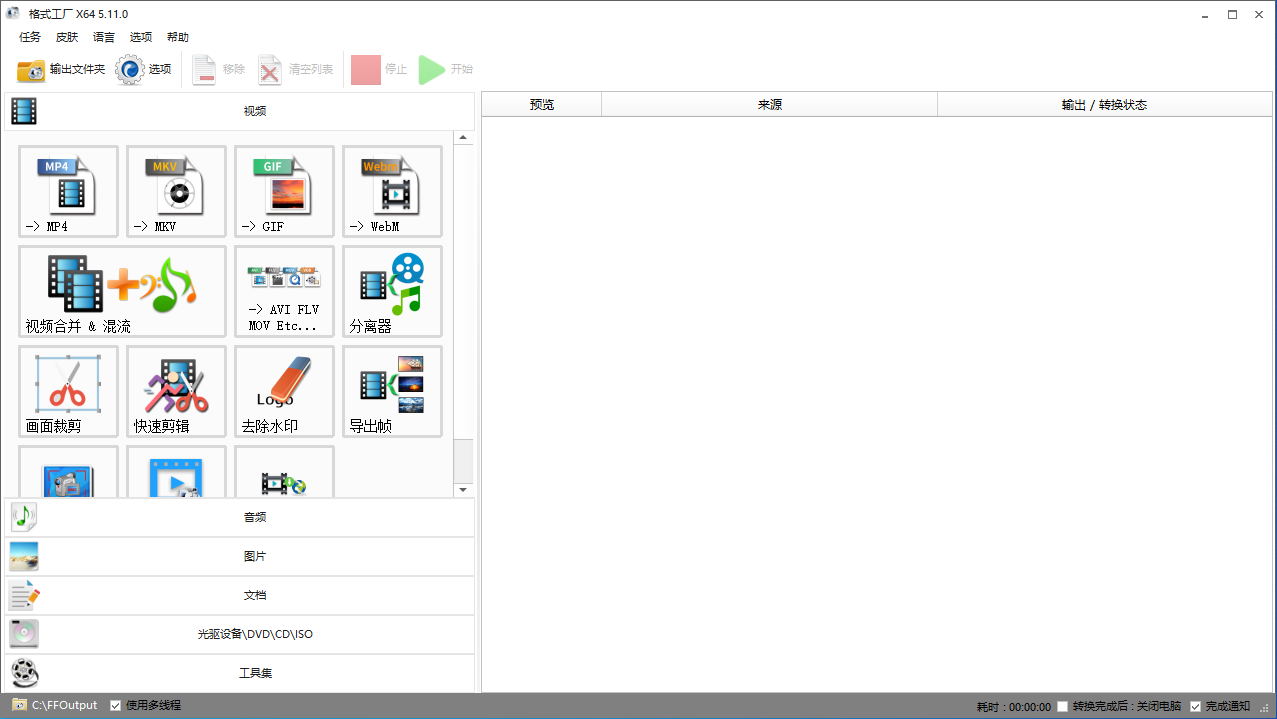 格式工厂 X64 5.11.0
任务 皮肤 语言 选项 帮助
输出文件夹 选项 移除 清空列表 停止 开始
视频
预览 来源 输出 / 转换状态
MP4 MKV GIF WebM
-> MP4 -> MKV -> GIF -> WebM
视频合并 & 混流
-> AVI FLV
MOV Etc...
分离器
Logo
画面裁剪 快速剪辑 去除水印 导出帧
音频
图片
文档
光驱设备\DVD\CD\ISO
工具集
C:\FFOutput 使用多线程 耗时 : 00:00:00 转换完成后 : 关闭电脑 完成通知